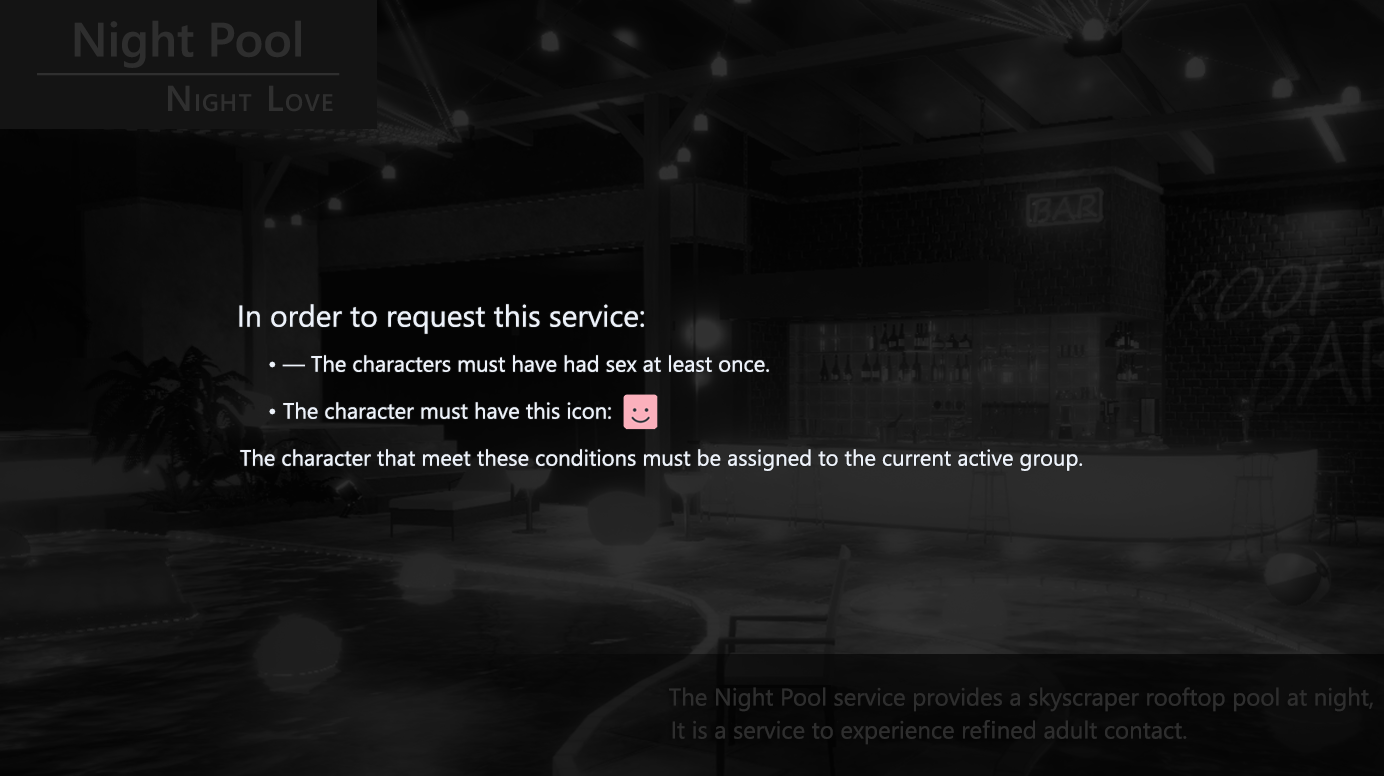 Night Pool
Night Love
BAR
ROOF T
BAR
In order to request this service:
• — The characters must have had sex at least once.
• The character must have this icon:
The character that meet these conditions must be assigned to the current active group.
The Night Pool service provides a skyscraper rooftop pool at night,
It is a service to experience refined adult contact.